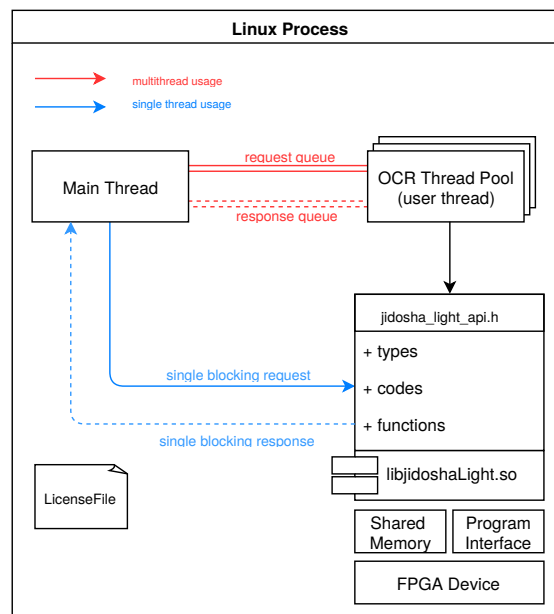 Linux Process
multithread usage
single thread usage
request queue
Main Thread
OCR Thread Pool
(user thread)
response queue
jidosha_light_api.h
+ types
single blocking request
+ codes
+ functions
single blocking response
libjidoshaLight.so
LicenseFile
Shared
Memory
Program
Interface
FPGA Device